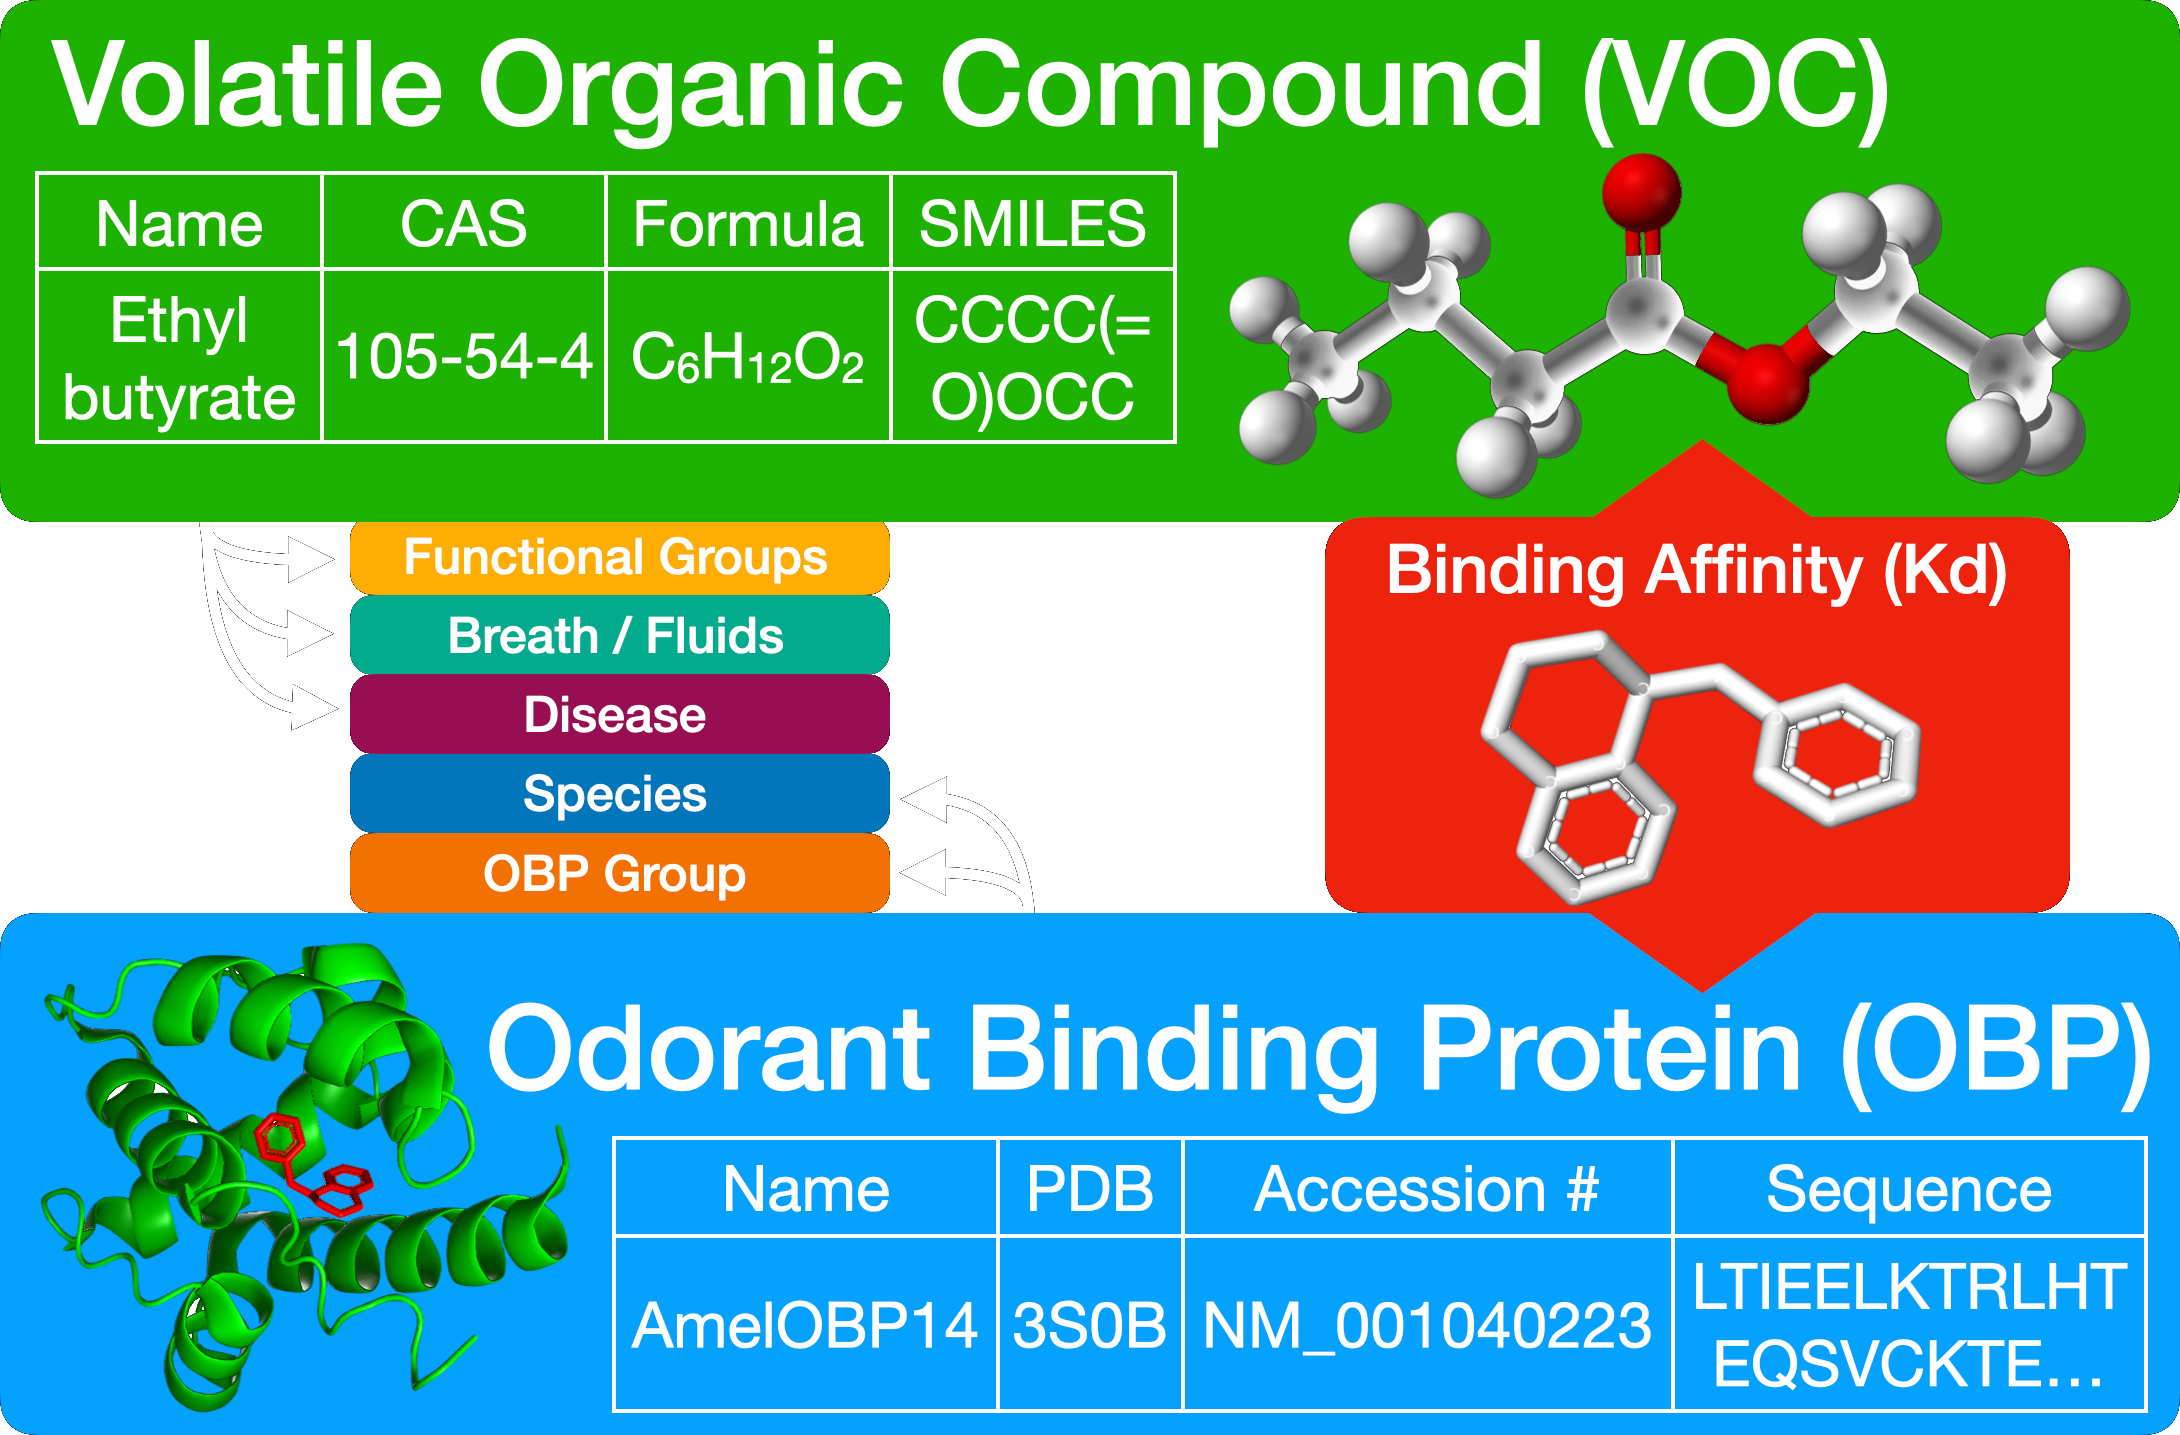 Volatile Organic Compound (VOC)
Name CAS Formula SMILES
Ethyl butyrate 105-54-4 C₆H₁₂O₂ CCCC(=O)OCC
Functional Groups
Breath / Fluids
Disease
Species
OBP Group
Binding Affinity (Kd)
Odorant Binding Protein (OBP)
Name PDB Accession # Sequence
AmelOBP14 3S0B NM_001040223 LTIEELKTRLHT
EQSVCKTE...